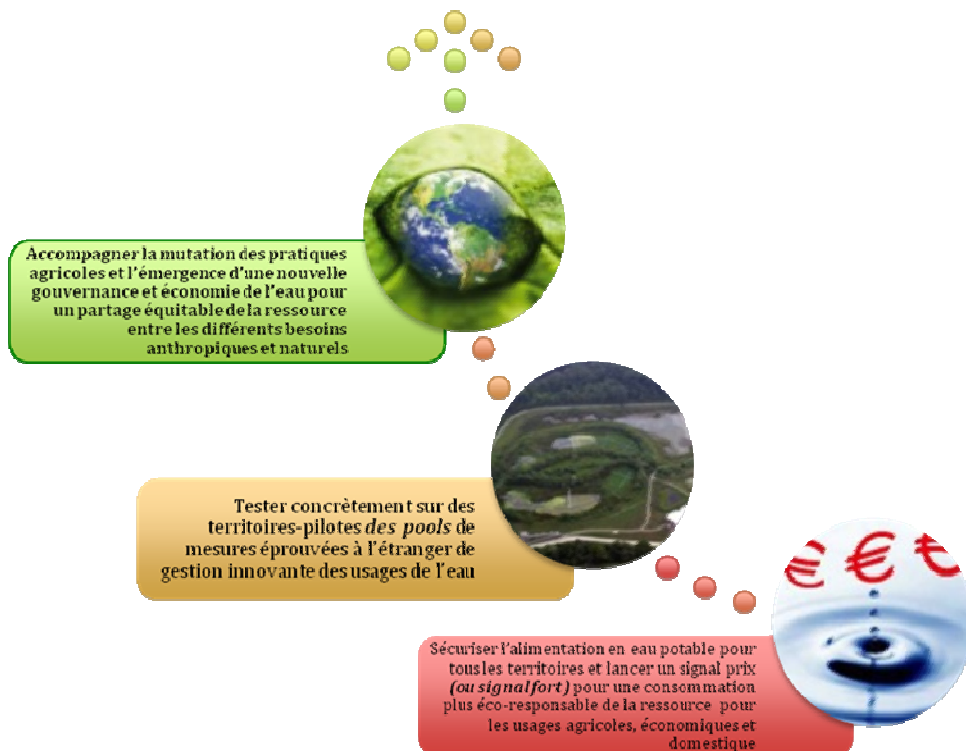 Accompagner la mutation des pratiques
agricoles et l'émergence d'une nouvelle
gouvernance et économie de l'eau pour
un partage équitable de la ressource
entre les différents besoins
anthropiques et naturels
Tester concrètement sur des
territoires-pilotes des pools de
mesures éprouvées à l'étranger de
gestion innovante des usages de l'eau
€ € €
Sécuriser l'alimentation en eau potable pour
tous les territoires et lancer un signal prix
(ou signal fort) pour une consommation
plus éco-responsable de la ressource pour
les usages agricoles, économiques et
domestique